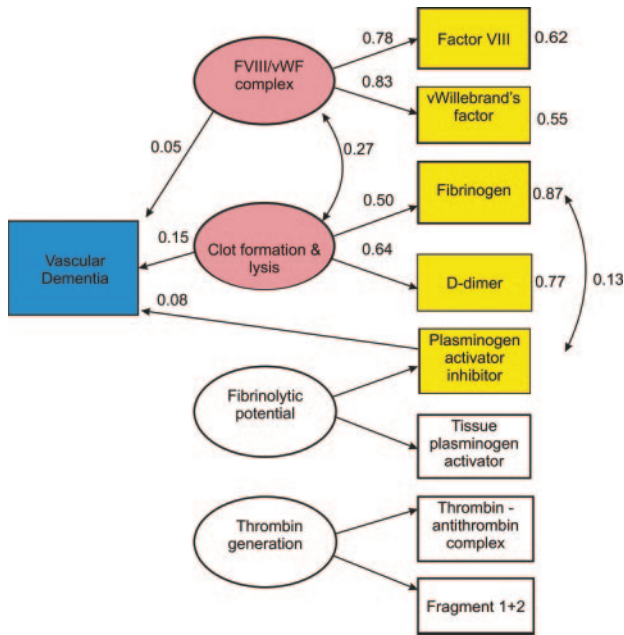 0.78
Factor VIII
0.62
FVIII/vWF
complex
0.83
vWillebrand's
factor
0.55
0.05
0.27
0.50
Fibrinogen
0.87
0.15
Clot formation &
lysis
0.64
Vascular
Dementia
D-dimer
0.77
0.13
0.08
Plasminogen
activator
inhibitor
Fibrinolytic
potential
Tissue
plasminogen
activator
Thrombin -
antithrombin
complex
Thrombin
generation
Fragment 1+2